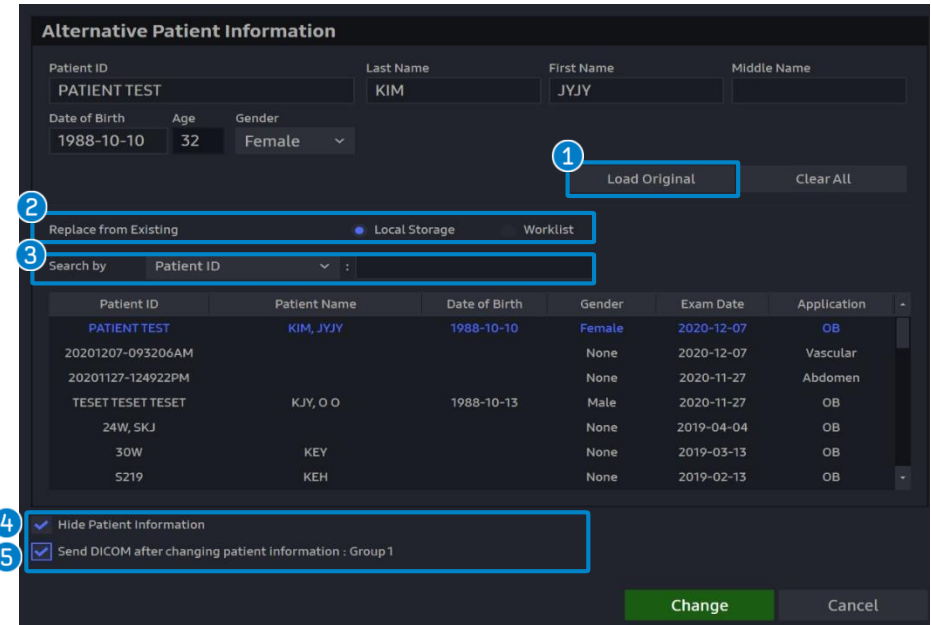 Alternative Patient Information
Patient ID Last Name First Name Middle Name
PATIENT TEST KIM JYJY
Date of Birth Age Gender
1988-10-10 32 Female
1
Load Original Clear All
2
Replace from Existing Local Storage Worklist
3
Search by Patient ID :
Patient ID Patient Name Date of Birth Gender Exam Date Application
PATIENT TEST KIM, JYJY 1988-10-10 Female 2020-12-07 OB
20201207-093206AM None 2020-12-07 Vascular
20201127-124922PM None 2020-11-27 Abdomen
TESET TESET TESET KJY, O O 1988-10-13 Male 2020-11-27 OB
24W, SKJ None 2019-04-04 OB
30W KEY None 2019-03-13 OB
S219 KEH None 2019-02-13 OB
4 Hide Patient Information
5 Send DICOM after changing patient information : Group 1
Change Cancel